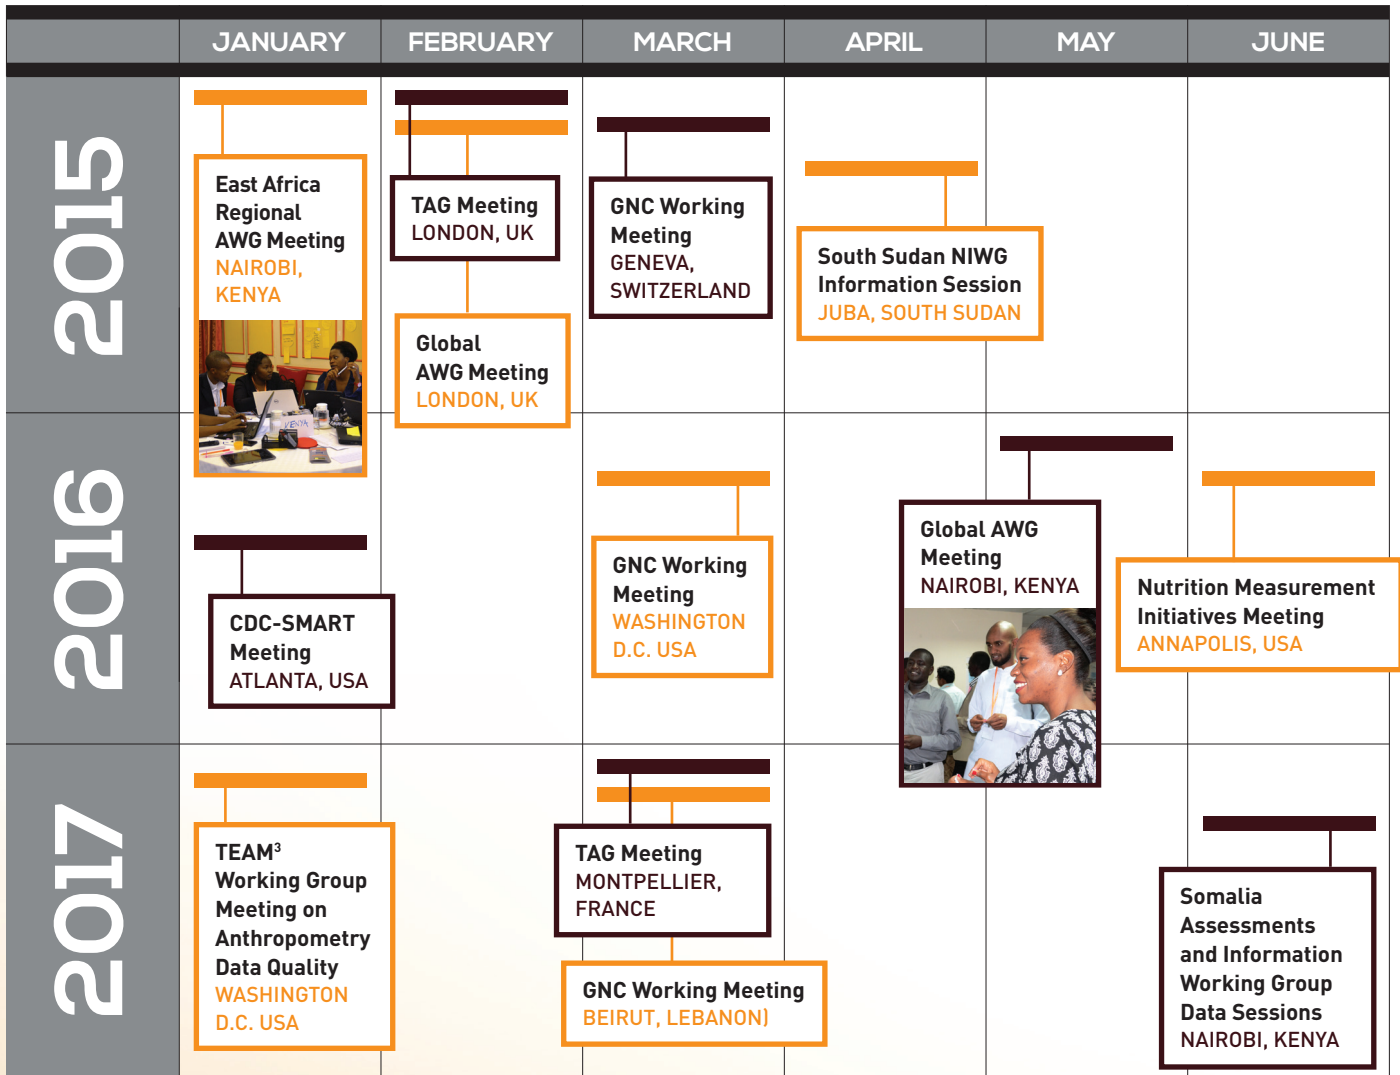 JANUARY
FEBRUARY
MARCH
APRIL
MAY
JUNE
2015
East Africa
Regional
AWG Meeting
NAIROBI,
KENYA
KENYA
TAG Meeting
LONDON, UK
Global
AWG Meeting
LONDON, UK
GNC Working
Meeting
GENEVA,
SWITZERLAND
South Sudan NIWG
Information Session
JUBA, SOUTH SUDAN
2016
CDC-SMART
Meeting
ATLANTA, USA
GNC Working
Meeting
WASHINGTON
D.C. USA
Global AWG
Meeting
NAIROBI, KENYA
Nutrition Measurement
Initiatives Meeting
ANNAPOLIS, USA
2017
TEAM³
Working Group
Meeting on
Anthropometry
Data Quality
WASHINGTON
D.C. USA
TAG Meeting
MONTPELLIER,
FRANCE
GNC Working Meeting
BEIRUT, LEBANON)
Somalia
Assessments
and Information
Working Group
Data Sessions
NAIROBI, KENYA